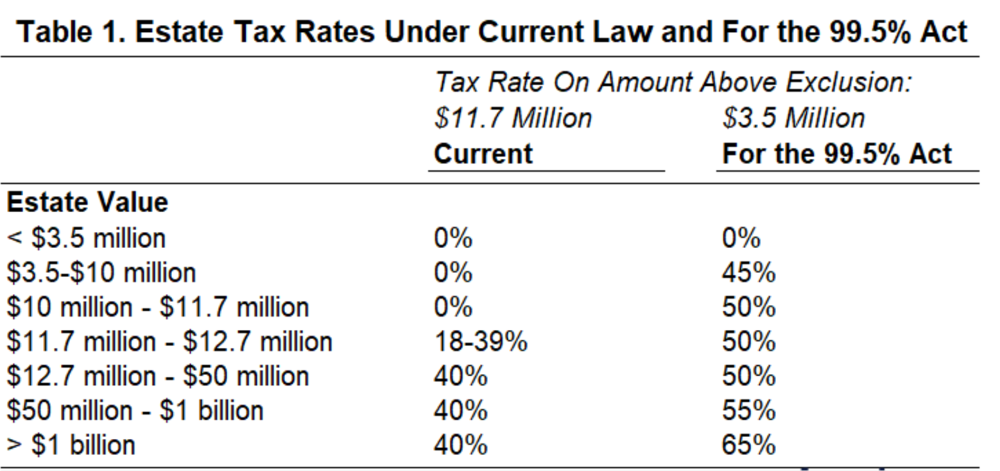 Table 1. Estate Tax Rates Under Current Law and For the 99.5% Act
Tax Rate On Amount Above Exclusion:
$11.7 Million $3.5 Million
Current For the 99.5% Act
Estate Value
< $3.5 million 0% 0%
$3.5-$10 million 0% 45%
$10 million - $11.7 million 0% 50%
$11.7 million - $12.7 million 18-39% 50%
$12.7 million - $50 million 40% 50%
$50 million - $1 billion 40% 55%
> $1 billion 40% 65%